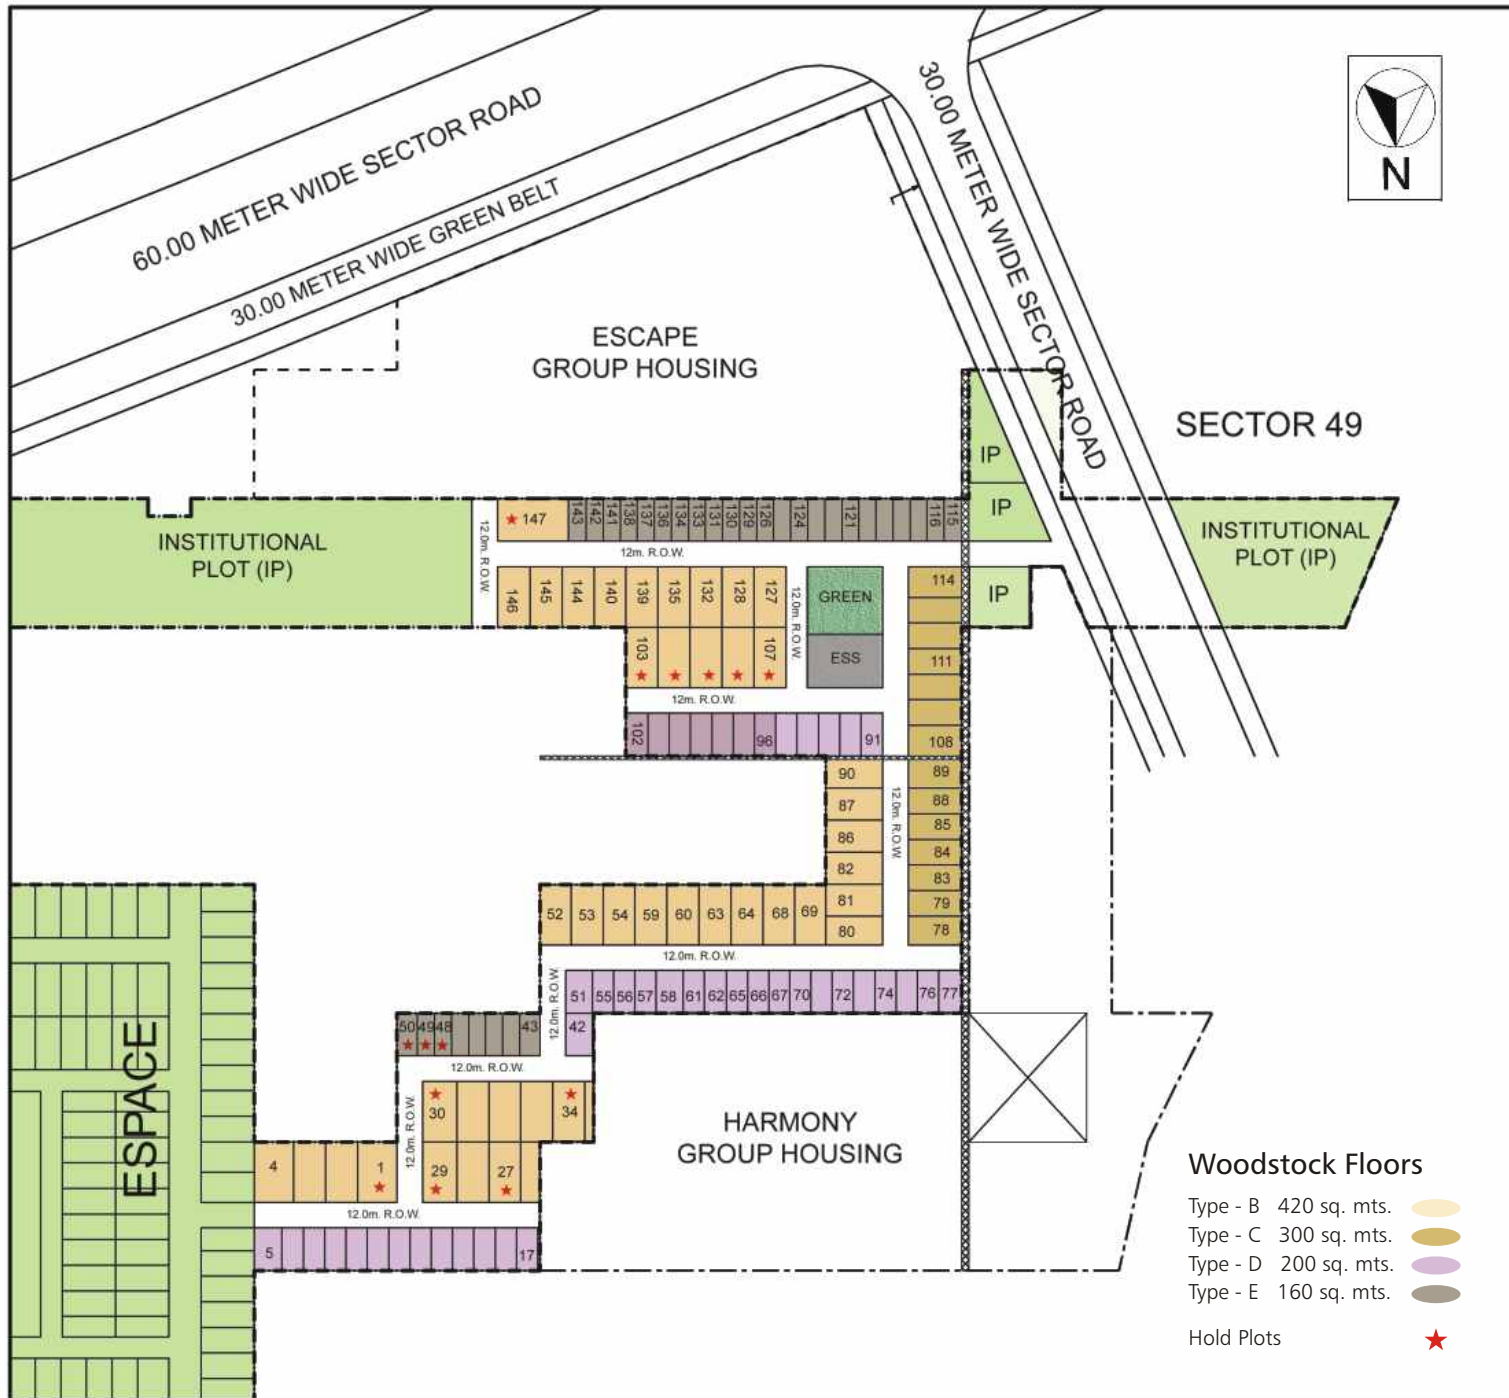 60.00 METER WIDE SECTOR ROAD
30.00 METER WIDE GREEN BELT
30.00 METER WIDE SECTOR ROAD
N
ESCAPE
GROUP HOUSING
SECTOR 49
IP
IP
IP
INSTITUTIONAL
PLOT (IP)
INSTITUTIONAL
PLOT (IP)
12.0m. R.O.W.
147
143 142 141 138 137 136 134 133 131 130 129 126 124 121 116 115
12m. R.O.W.
146 145 144 140 139 135 132 128 127
12.0m. R.O.W.
GREEN
ESS
114
111
108
103 107
12m. R.O.W.
102 96 91
90
87
86
82
81
80
12.0m. R.O.W.
89
88
85
84
83
79
78
52 53 54 59 60 63 64 68 69
12.0m. R.O.W.
12.0m. R.O.W.
51 55 56 57 58 61 62 65 66 67 70 72 74 76 77
42
50 49 48 43
12.0m. R.O.W.
12.0m. R.O.W.
30 34
29 27
4 1
12.0m. R.O.W.
5 17
ESPACE
HARMONY
GROUP HOUSING
Woodstock Floors
Type - B 420 sq. mts.
Type - C 300 sq. mts.
Type - D 200 sq. mts.
Type - E 160 sq. mts.
Hold Plots